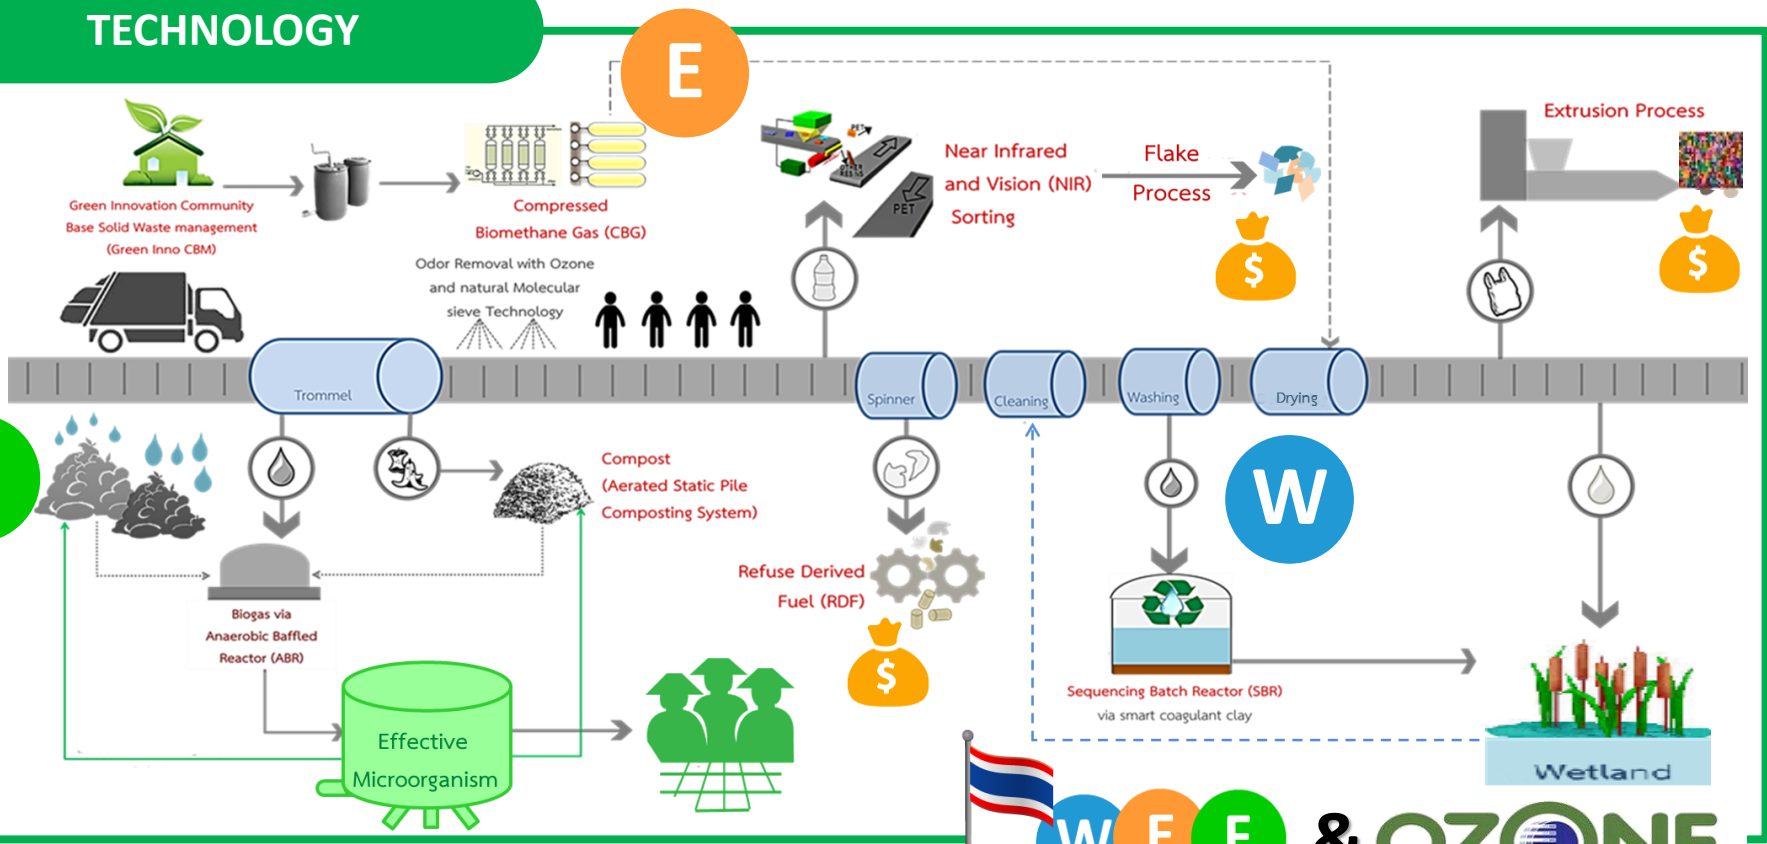 TECHNOLOGY
E
Green Innovation Community
Base Solid Waste management
(Green Inno CBM)
Compressed
Biomethane Gas (CBG)
Odor Removal with Ozone
and natural Molecular
sieve Technology
PET
PET
Near Infrared
and Vision (NIR)
Sorting
Flake
Process
$
Extrusion Process
$
Trommel
Spinner
Cleaning
Washing
Drying
Compost
(Aerated Static Pile
Composting System)
W
Refuse Derived
Fuel (RDF)
$
Biogas via
Anaerobic Baffled
Reactor (ABR)
Effective
Microorganism
Sequencing Batch Reactor (SBR)
via smart coagulant clay
Wetland
W E F & OZONE